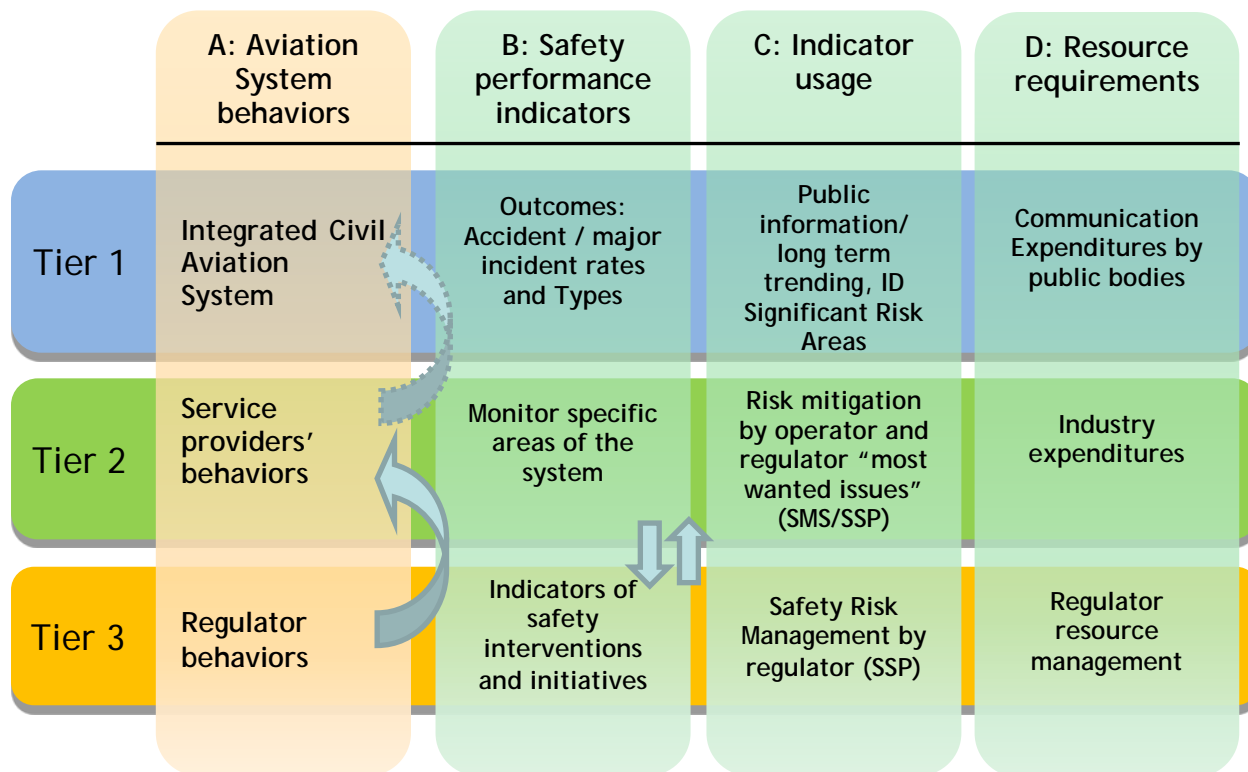 A: Aviation
System
behaviors
B: Safety
performance
indicators
C: Indicator
usage
D: Resource
requirements
Tier 1
Integrated Civil
Aviation
System
Outcomes:
Accident / major
incident rates
and Types
Public
information/
long term
trending, ID
Significant Risk
Areas
Communication
Expenditures by
public bodies
Tier 2
Service
providers’
behaviors
Monitor specific
areas of the
system
Risk mitigation
by operator and
regulator “most
wanted issues”
(SMS/SSP)
Industry
expenditures
Tier 3
Regulator
behaviors
Indicators of
safety
interventions
and initiatives
Safety Risk
Management by
regulator (SSP)
Regulator
resource
management